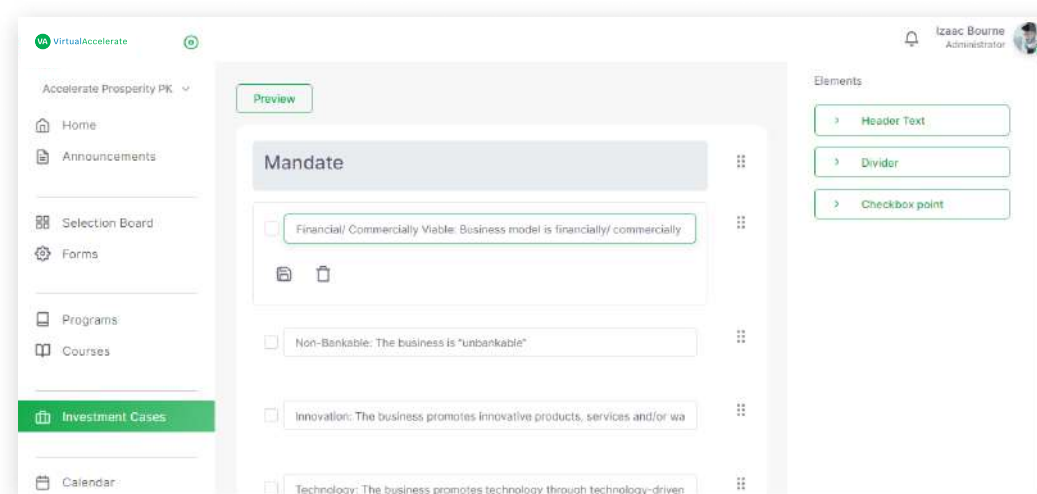 VA VirtualAccelerate
Izaac Bourne
Administrator
Accelerate Prosperity PK
Home
Announcements
Selection Board
Forms
Programs
Courses
Investment Cases
Calendar
Preview
Mandate
Financial/ Commercially Viable: Business model is financially/ commercially
Non-Bankable: The business is "unbankable"
Innovation: The business promotes innovative products, services and/or wa
Technology: The business promotes technology through technology-driven
Elements
Header Text
Divider
Checkbox point